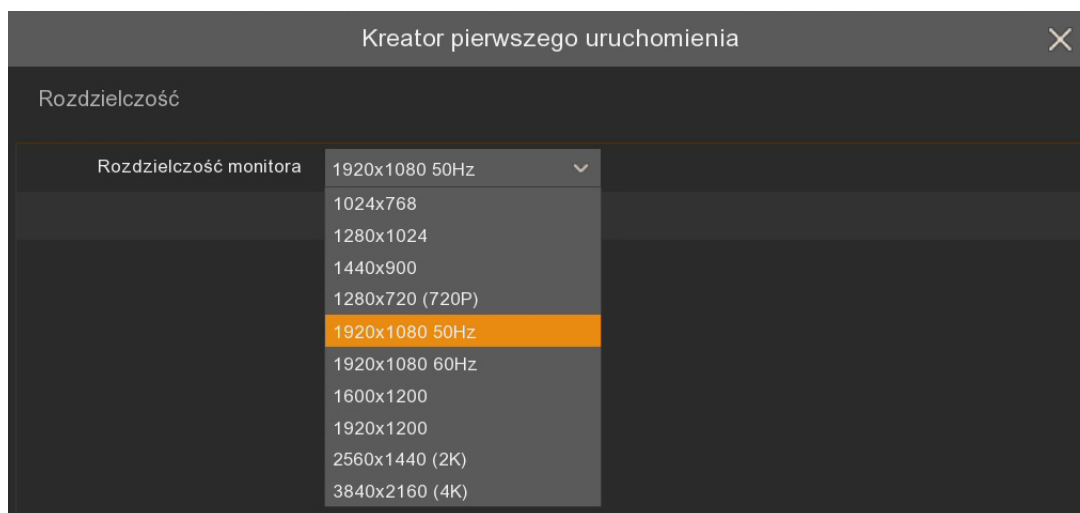 Kreator pierwszego uruchomienia
Rozdzielczość
Rozdzielczość monitora 1920x1080 50Hz
1024x768
1280x1024
1440x900
1280x720 (720P)
1920x1080 50Hz
1920x1080 60Hz
1600x1200
1920x1200
2560x1440 (2K)
3840x2160 (4K)